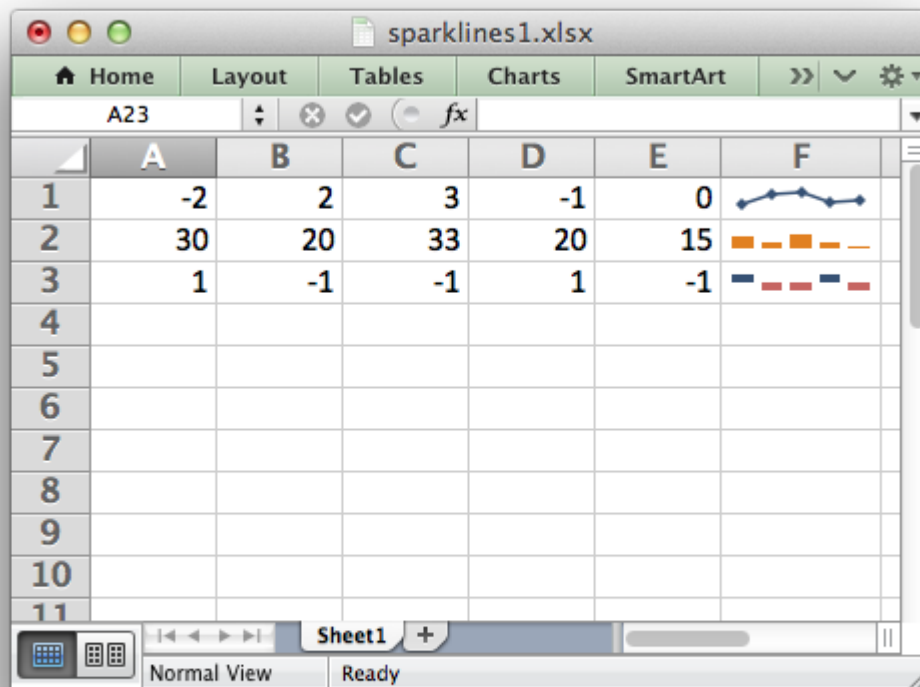 sparklines1.xlsx
Home Layout Tables Charts SmartArt
A23 fx
A B C D E F
1 -2 2 3 -1 0
2 30 20 33 20 15
3 1 -1 -1 1 -1
4
5
6
7
8
9
10
11
Sheet1 +
Normal View Ready